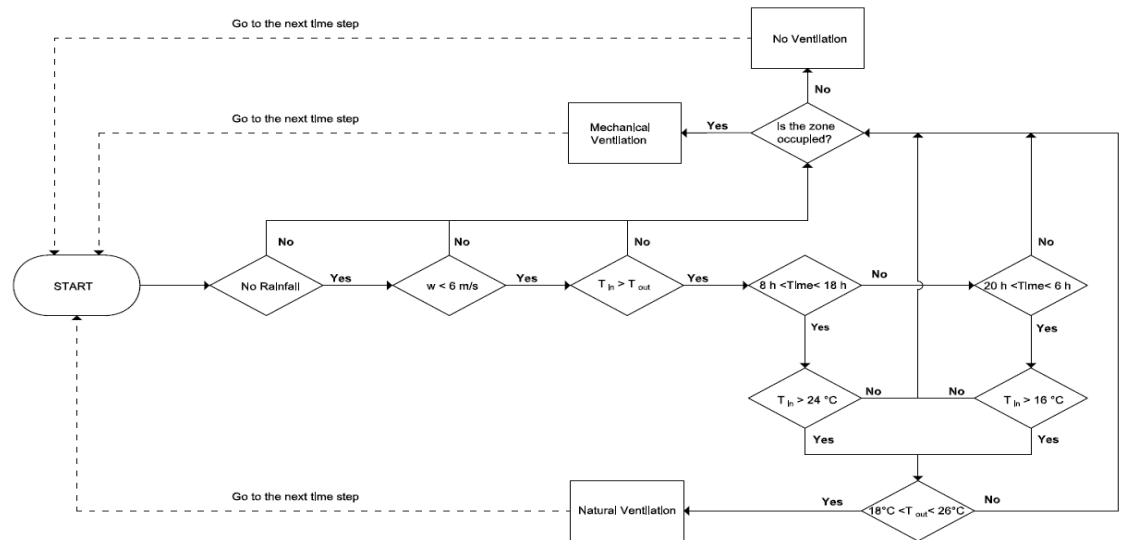 Go to the next time step
No Ventilation
No
Go to the next time step
Mechanical
Ventilation
Yes
Is the zone
occupied?
No
No
No
No
START
No Rainfall
Yes
w < 6 m/s
Yes
T in > T out
Yes
8 h <Time< 18 h
No
20 h <Time< 6 h
Yes
Yes
T in > 24 °C
No
No
T in > 16 °C
Yes
Yes
Go to the next time step
Natural Ventilation
Yes
18°C <T out< 26°C
No